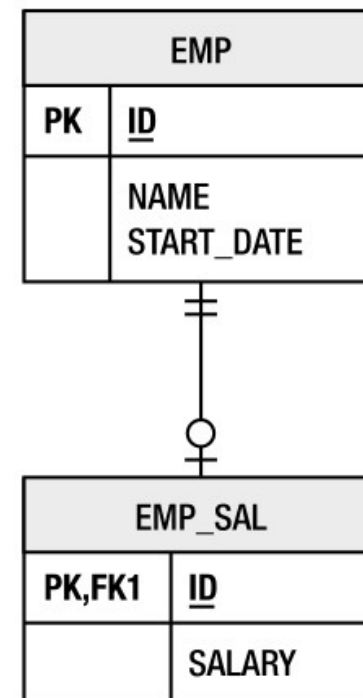 EMP
PK ID
NAME
START_DATE
EMP_SAL
PK,FK1 ID
SALARY